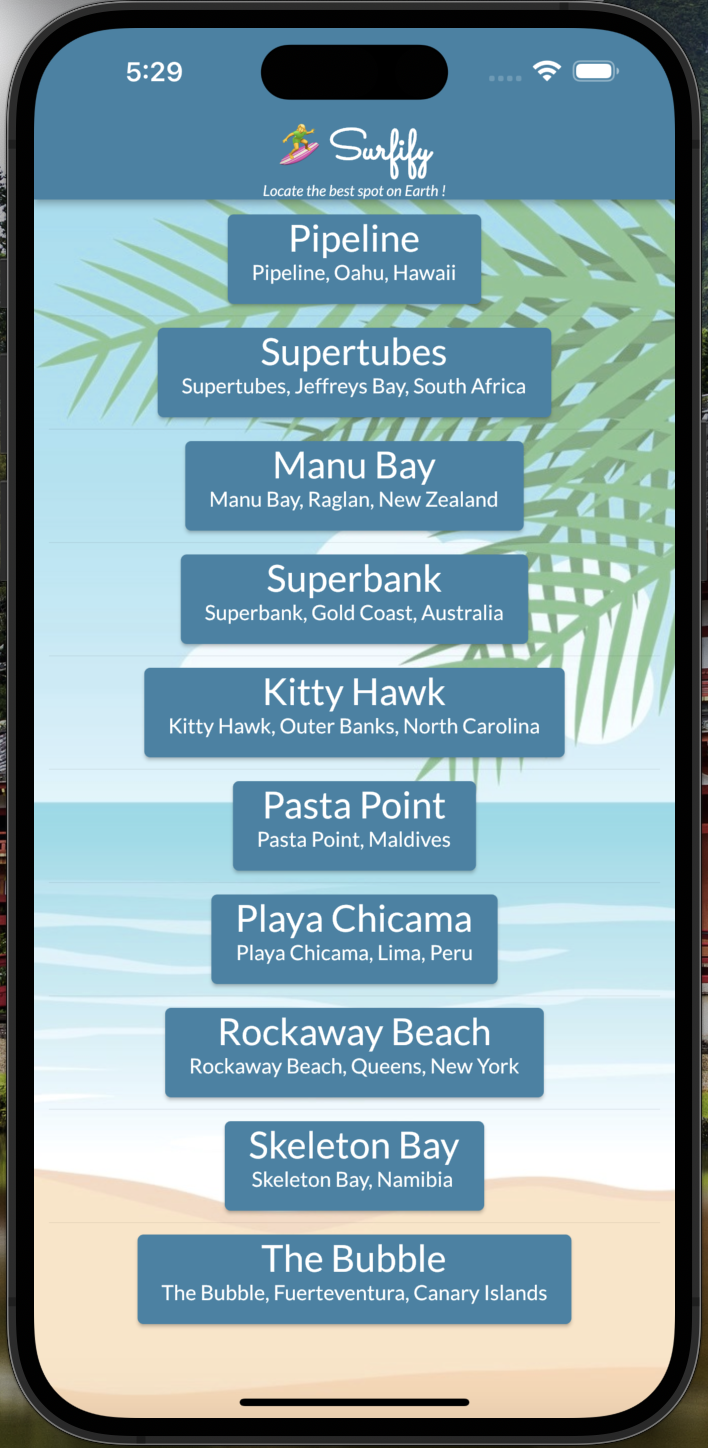 5:29
Surfify
Locate the best spot on Earth !
Pipeline
Pipeline, Oahu, Hawaii
Supertubes
Supertubes, Jeffreys Bay, South Africa
Manu Bay
Manu Bay, Raglan, New Zealand
Superbank
Superbank, Gold Coast, Australia
Kitty Hawk
Kitty Hawk, Outer Banks, North Carolina
Pasta Point
Pasta Point, Maldives
Playa Chicama
Playa Chicama, Lima, Peru
Rockaway Beach
Rockaway Beach, Queens, New York
Skeleton Bay
Skeleton Bay, Namibia
The Bubble
The Bubble, Fuerteventura, Canary Islands